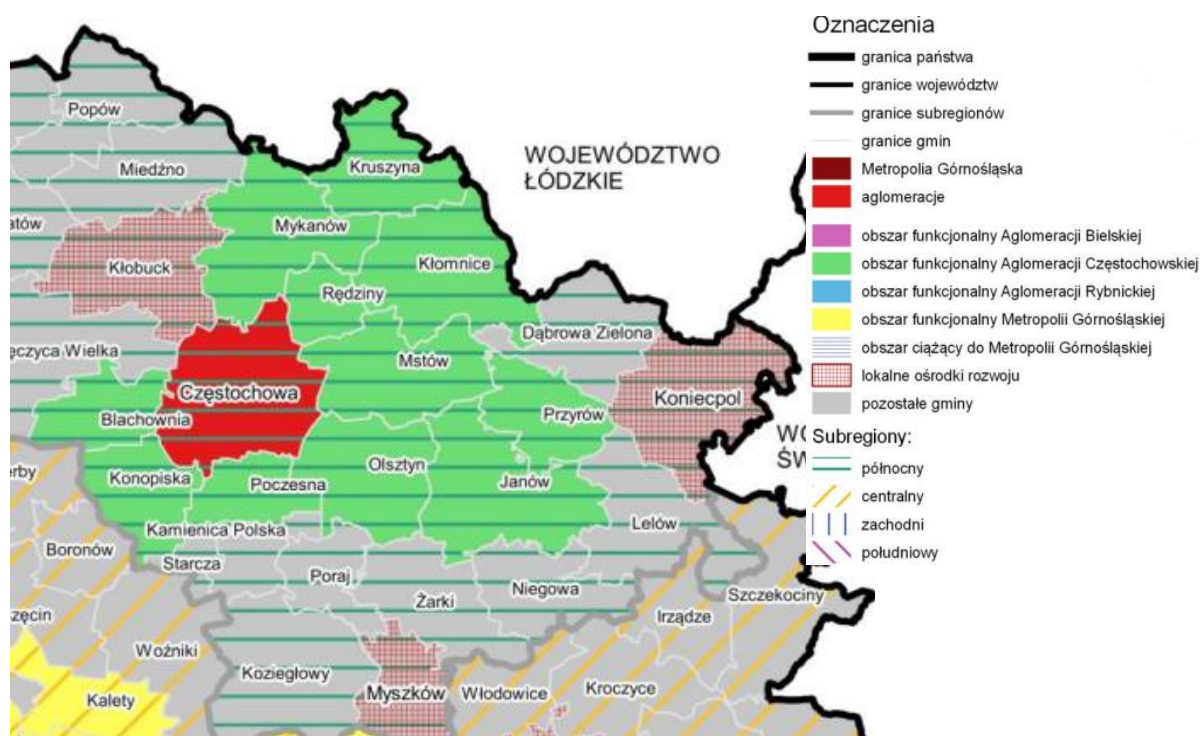 Popów
Miedźno
Kłobuck
Kruszyna
Mykanów
Kłomnice
Rędziny
WOJEWÓDZTWO
ŁÓDZKIE
Dąbrowa Zielona
Mstów
Częstochowa
Blachownia
Przyrów
Koniecpol
Konopiska
Poczesna
Olsztyn
Janów
Kamienica Polska
Lelów
Boronów
Starcza
Poraj
Żarki
Niegowa
Irządze
Szczekociny
Woźniki
Koziegłowy
Myszków
Włodowice
Kroczyce
Kalety
Oznaczenia
granica państwa
granice województw
granice subregionów
granice gmin
Metropolia Górnośląska
aglomeracje
obszar funkcjonalny Aglomeracji Bielskiej
obszar funkcjonalny Aglomeracji Częstochowskiej
obszar funkcjonalny Aglomeracji Rybnickiej
obszar funkcjonalny Metropolii Górnośląskiej
obszar ciążący do Metropolii Górnośląskiej
lokalne ośrodki rozwoju
pozostałe gminy
Subregiony:
północny
centralny
zachodni
południowy